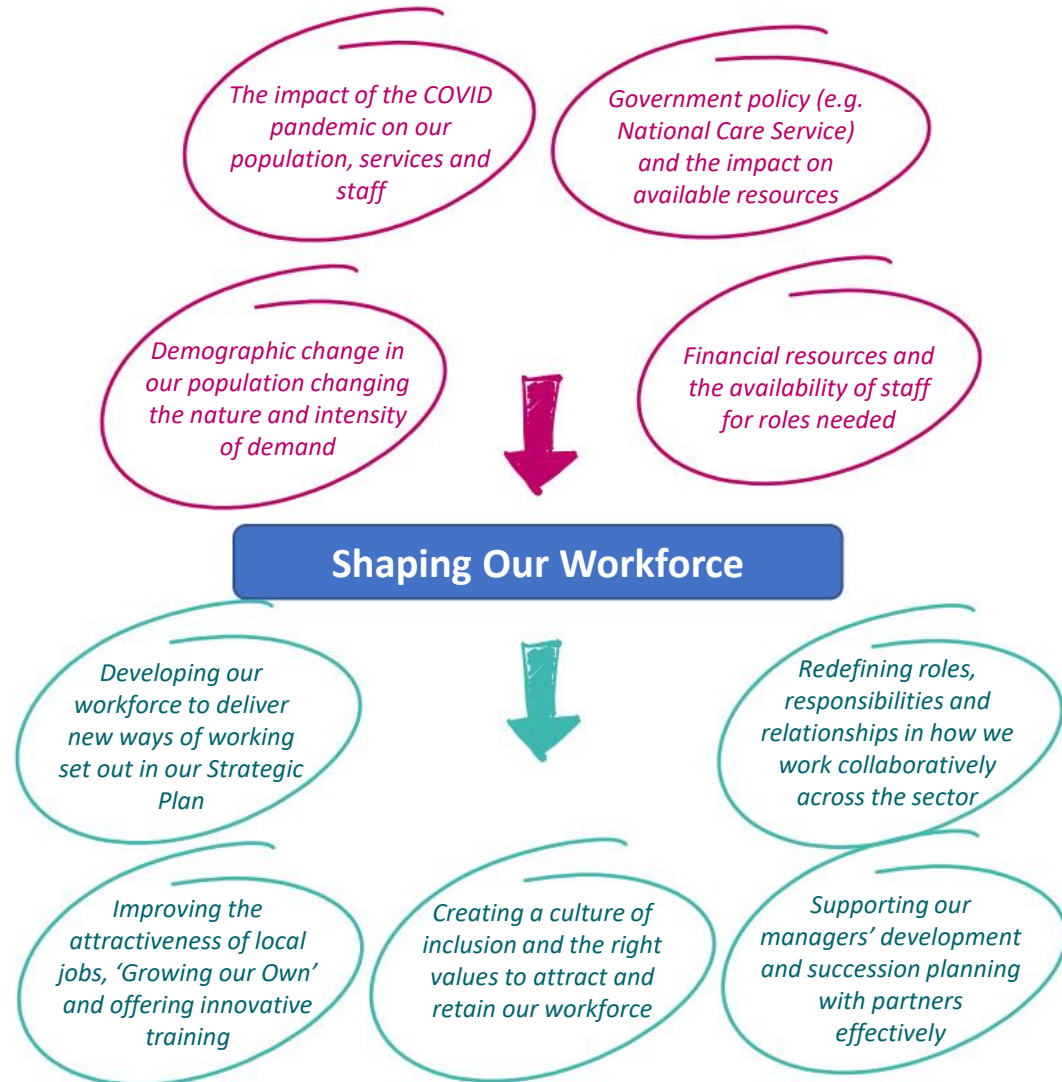 The impact of the COVID
pandemic on our
population, services and
staff
Government policy (e.g.
National Care Service)
and the impact on
available resources
Demographic change in
our population changing
the nature and intensity
of demand
Financial resources and
the availability of staff
for roles needed
Shaping Our Workforce
Developing our
workforce to deliver
new ways of working
set out in our Strategic
Plan
Redefining roles,
responsibilities and
relationships in how we
work collaboratively
across the sector
Improving the
attractiveness of local
jobs, ‘Growing our Own’
and offering innovative
training
Creating a culture of
inclusion and the right
values to attract and
retain our workforce
Supporting our
managers’ development
and succession planning
with partners
effectively